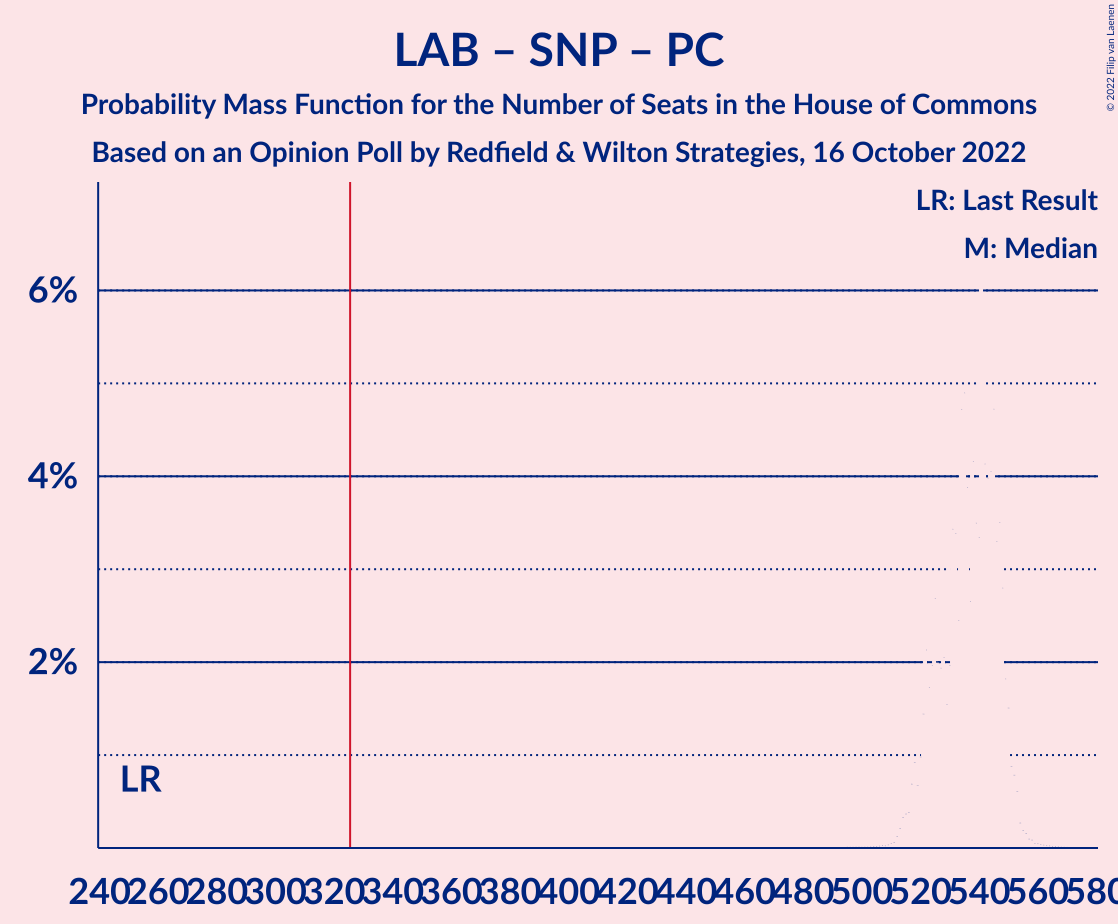 LAB – SNP – PC
Probability Mass Function for the Number of Seats in the House of Commons
Based on an Opinion Poll by Redfield & Wilton Strategies, 16 October 2022
© 2022 Filip van Laenen
LR: Last Result
M: Median
6%
4%
2%
LR
240 260 280 300 320 340 360 380 400 420 440 460 480 500 520 540 560 580